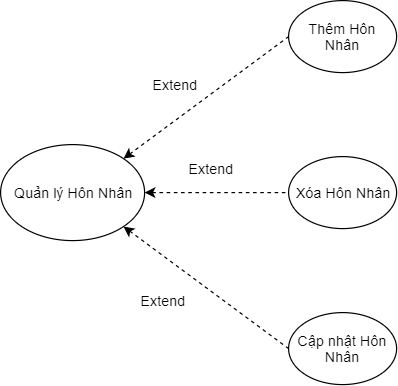 Thêm Hôn
Nhân
Extend
Extend
Quản lý Hôn Nhân
Xóa Hôn Nhân
Extend
Cập nhật Hôn
Nhân